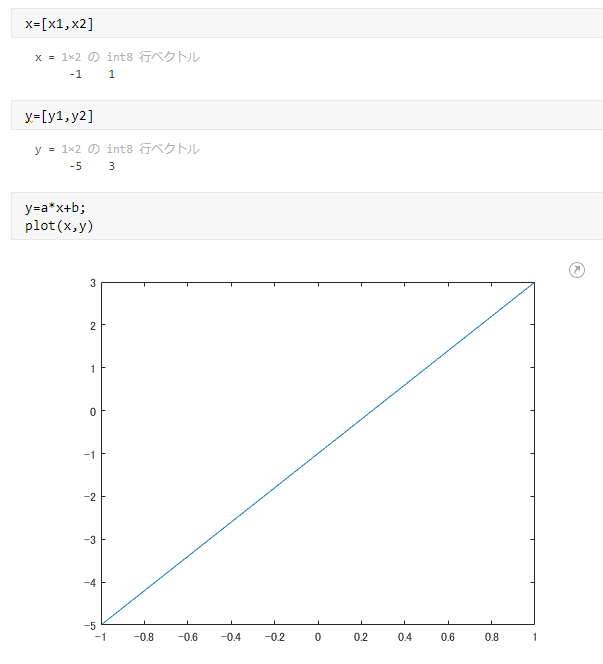 x=[x1,x2]
x = 1×2 の int8 行ベクトル
-1 1
y=[y1,y2]
y = 1×2 の int8 行ベクトル
-5 3
y=a*x+b;
plot(x,y)
3
2
1
0
-1
-2
-3
-4
-5
-1 -0.8 -0.6 -0.4 -0.2 0 0.2 0.4 0.6 0.8 1